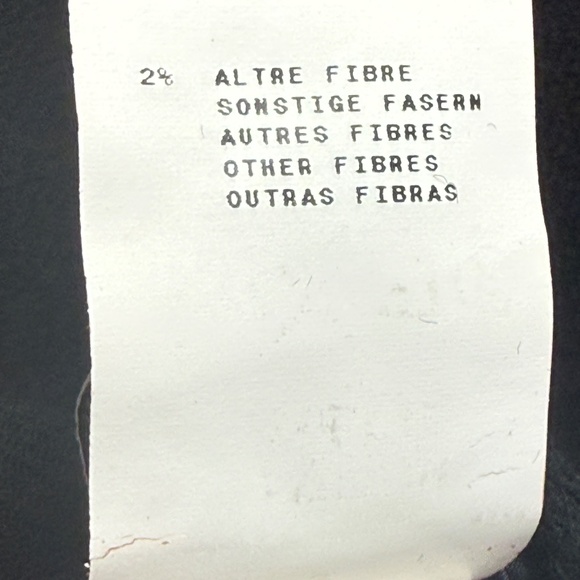 2% ALTRE FIBRE
SONSTIGE FASERN
AUTRES FIBRES
OTHER FIBRES
OUTRAS FIBRAS